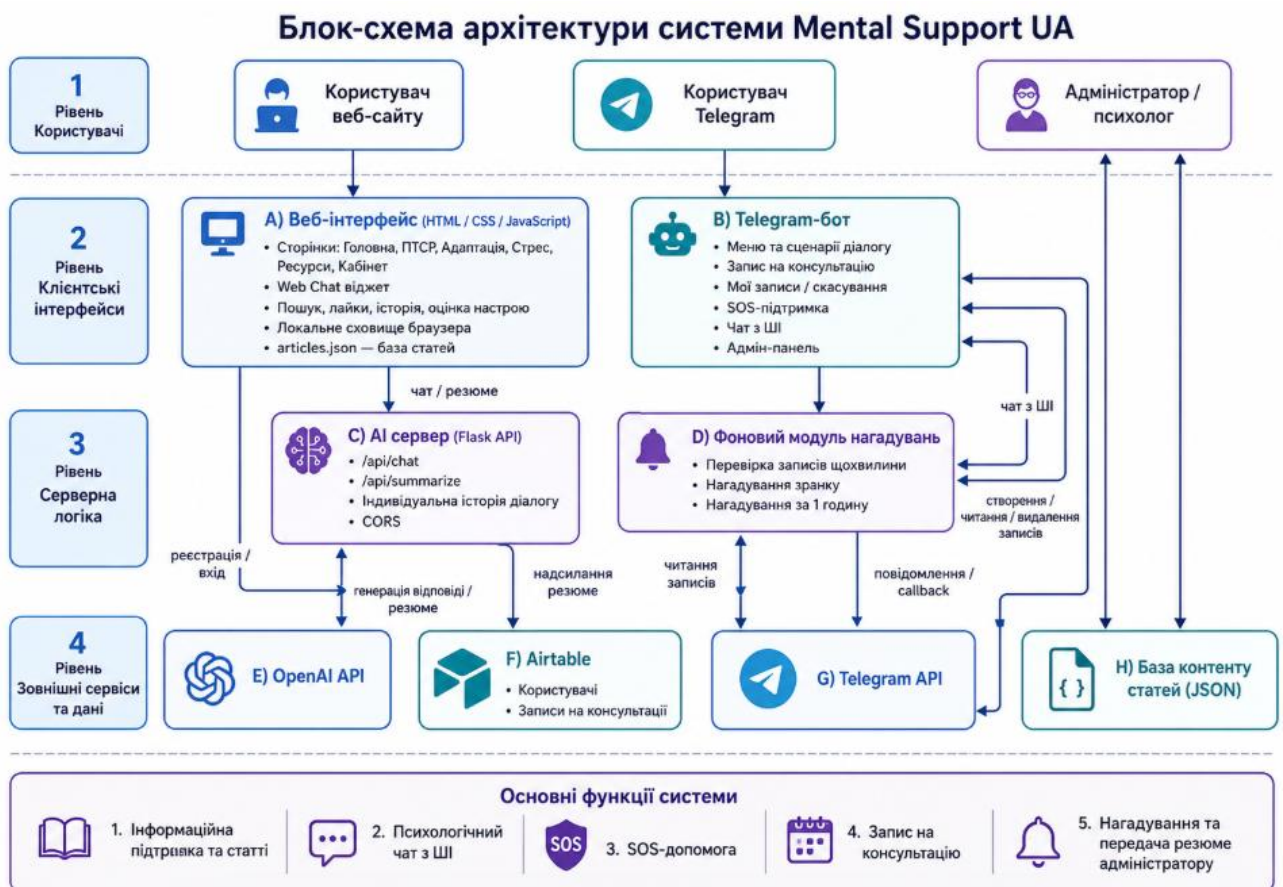 Блок-схема архітектури системи Mental Support UA
1
Рівень
Користувачі
Користувач
веб-сайту
Користувач
Telegram
Адміністратор /
психолог
2
Рівень
Клієнтські
інтерфейси
A) Веб-інтерфейс (HTML / CSS / JavaScript)
• Сторінки: Головна, ПТСР, Адаптація, Стрес,
Ресурси, Кабінет
• Web Chat віджет
• Пошук, лайки, історія, оцінка настрою
• Локальне сховище браузера
• articles.json — база статей
B) Telegram-бот
• Меню та сценарії діалогу
• Запис на консультацію
• Мої записи / скасування
• SOS-підтримка
• Чат з ШІ
• Адмін-панель
чат / резюме
чат з ШІ
3
Рівень
Серверна
логіка
C) AI сервер (Flask API)
• /api/chat
• /api/summarize
• Індивідуальна історія діалогу
• CORS
D) Фоновий модуль нагадувань
• Перевірка записів щохвилини
• Нагадування зранку
• Нагадування за 1 годину
створення /
читання / видалення
записів
реєстрація /
вхід
генерація відповіді /
резюме
надсилання
резюме
читання
записів
повідомлення /
callback
4
Рівень
Зовнішні сервіси
та дані
E) OpenAI API
F) Airtable
• Користувачі
• Записи на консультації
G) Telegram API
{ }
H) База контенту
статей (JSON)
Основні функції системи
1. Інформаційна
підтримка та статті
2. Психологічний
чат з ШІ
SOS
3. SOS-допомога
4. Запис на
консультацію
5. Нагадування та
передача резюме
адміністратору